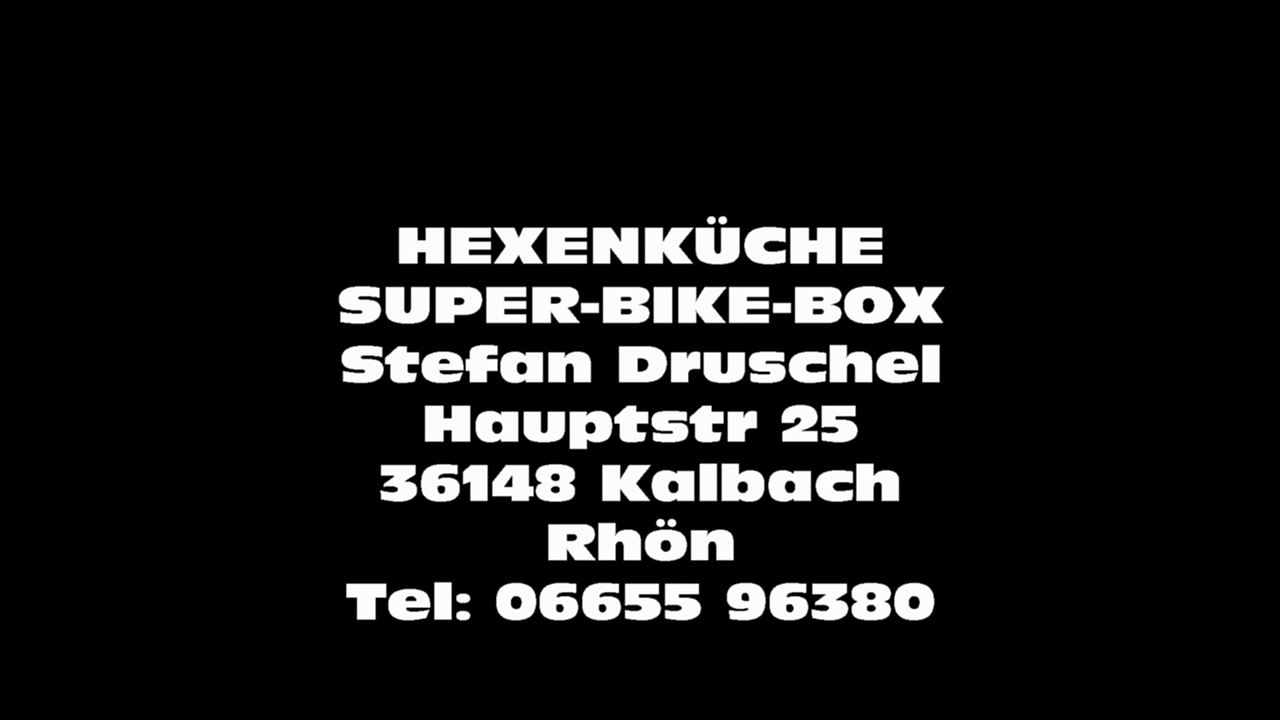 HEXENKÜCHE
SUPER-BIKE-BOX
Stefan Druschel
Hauptstr 25
36148 Kalbach
Rhön
Tel: 06655 96380